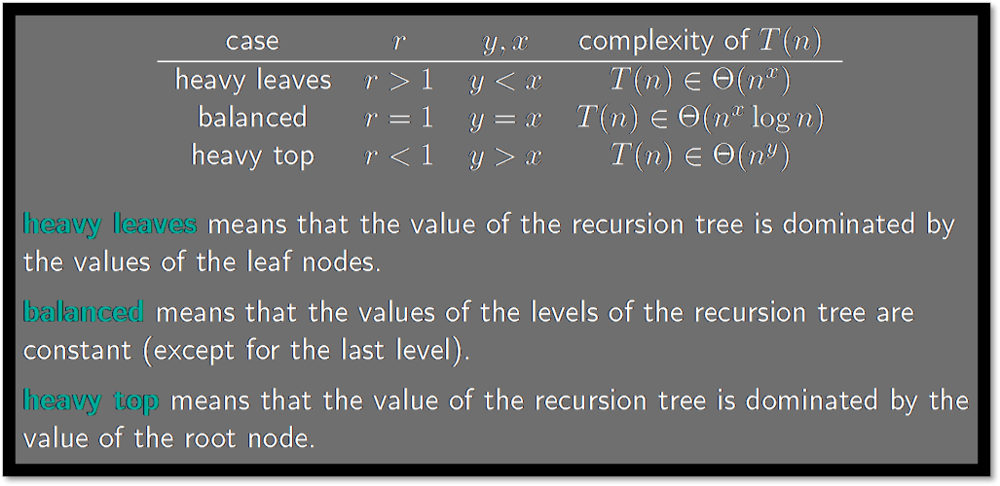 case r y, x complexity of T(n)
heavy leaves r > 1 y < x T(n) ∈ Θ(nˣ)
balanced r = 1 y = x T(n) ∈ Θ(nˣ log n)
heavy top r < 1 y > x T(n) ∈ Θ(nʸ)
heavy leaves means that the value of the recursion tree is dominated by
the values of the leaf nodes.
balanced means that the values of the levels of the recursion tree are
constant (except for the last level).
heavy top means that the value of the recursion tree is dominated by the
value of the root node.